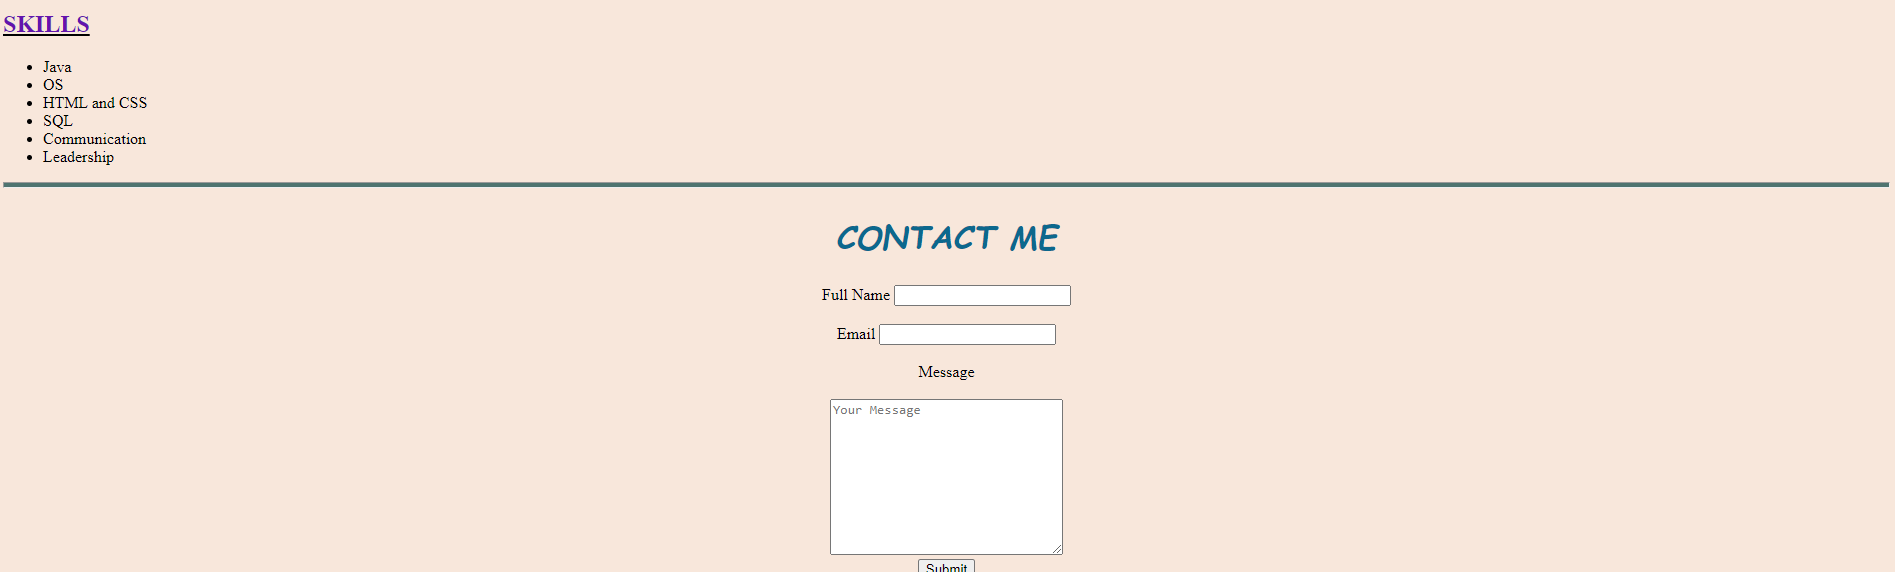 SKILLS
Java
OS
HTML and CSS
SQL
Communication
Leadership
CONTACT ME
Full Name
Email
Message
Your Message
Submit